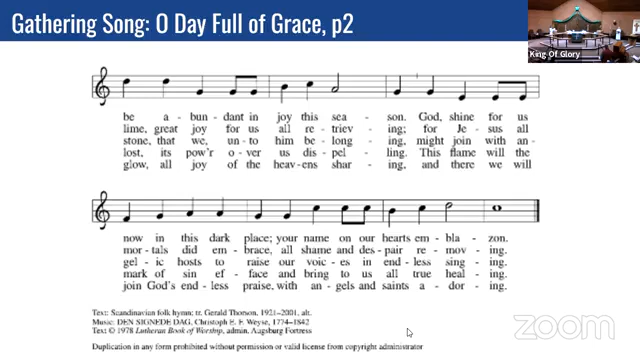 Gathering Song: O Day Full of Grace, p2
King Of Glory
be a - bun - dant in joy this sea - son. God, shine for us
lime, great joy for us all re - triev - ing; for Je - sus all
stone, that we, un - to him be - long - ing, might join with an -
lost, its pow'r o - ver us dis - pel - ling. This flame will the
glow, all joy of the heav - ens shar - ing, and there we will
now in this dark place; your name on our hearts em - bla - zon.
mor - tals did em - brace, all shame and des - pair re - mov - ing.
gel - ic hosts to raise our voic - es in end - less sing - ing.
mark of sin ef - face and bring to us all true heal - ing.
join God's end - less praise, with an - gels and saints a - dor - ing.
Text: Scandinavian folk hymn; tr. Gerald Thorson, 1921–2001, alt.
Music: DEN SIGNEDE DAG, Christoph E. F. Weyse, 1774–1842
Text © 1978 Lutheran Book of Worship, admin. Augsburg Fortress
Duplication in any form prohibited without permission or valid license from copyright administrator
zoom